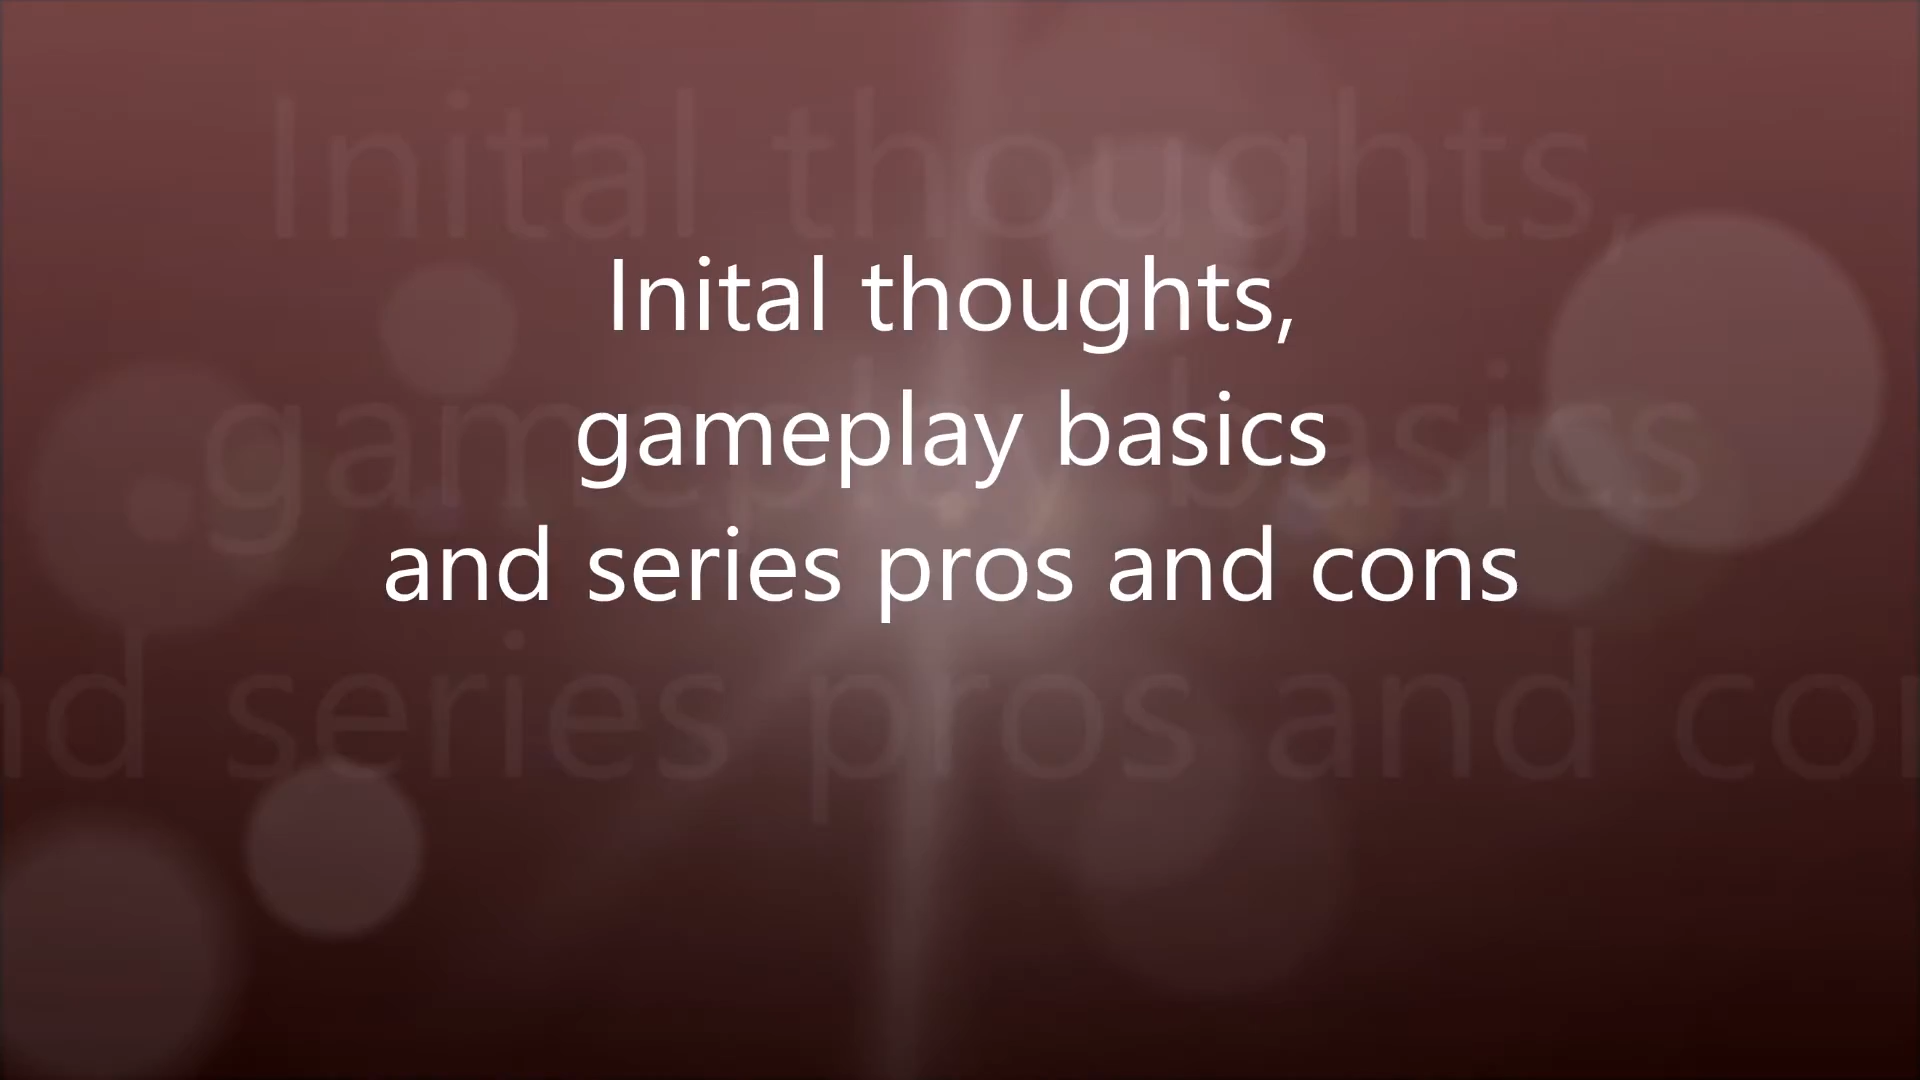 Inital thoughts,
gameplay basics
and series pros and cons